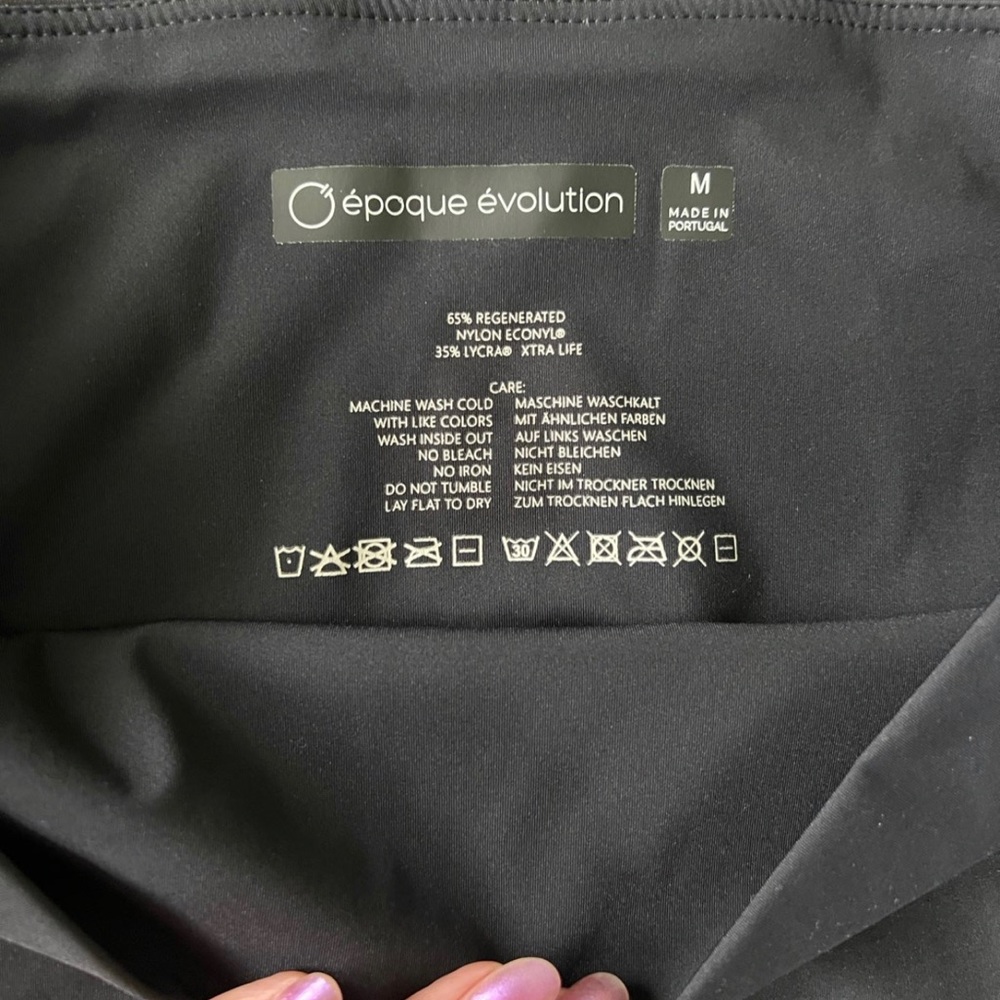 époque évolution
M
MADE IN
PORTUGAL
65% REGENERATED
NYLON ECONYL®
35% LYCRA® XTRA LIFE
CARE:
MACHINE WASH COLD
WITH LIKE COLORS
WASH INSIDE OUT
NO BLEACH
NO IRON
DO NOT TUMBLE
LAY FLAT TO DRY
MASCHINE WASCHKALT
MIT ÄHNLICHEN FARBEN
AUF LINKS WASCHEN
NICHT BLEICHEN
KEIN EISEN
NICHT IM TROCKNER TROCKNEN
ZUM TROCKNEN FLACH HINLEGEN
30